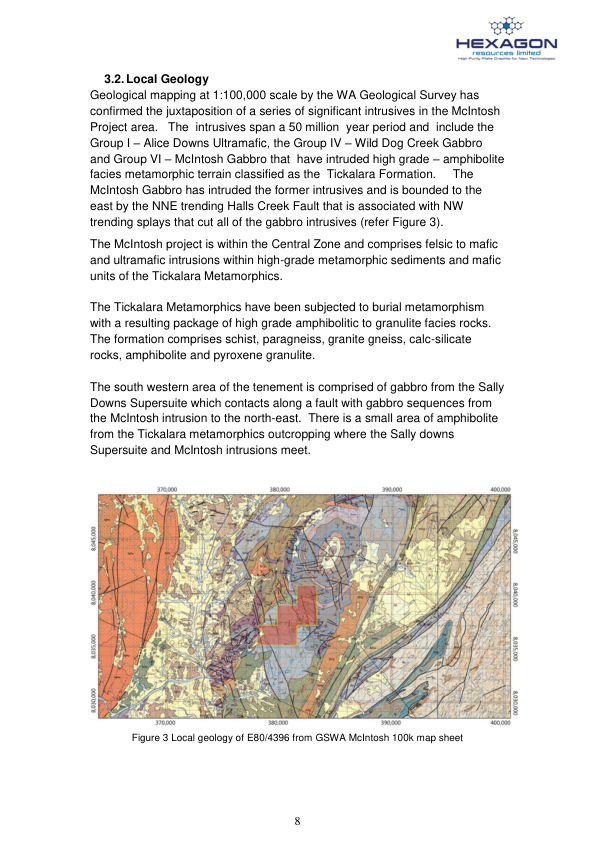 HEXAGON
resources limited
High Purity Flake Graphite for New Technologies
3.2. Local Geology
Geological mapping at 1:100,000 scale by the WA Geological Survey has
confirmed the juxtaposition of a series of significant intrusives in the McIntosh
Project area. The intrusives span a 50 million year period and include the
Group I – Alice Downs Ultramafic, the Group IV – Wild Dog Creek Gabbro
and Group VI – McIntosh Gabbro that have intruded high grade – amphibolite
facies metamorphic terrain classified as the Tickalara Formation. The
McIntosh Gabbro has intruded the former intrusives and is bounded to the
east by the NNE trending Halls Creek Fault that is associated with NW
trending splays that cut all of the gabbro intrusives (refer Figure 3).
The McIntosh project is within the Central Zone and comprises felsic to mafic
and ultramafic intrusions within high-grade metamorphic sediments and mafic
units of the Tickalara Metamorphics.
The Tickalara Metamorphics have been subjected to burial metamorphism
with a resulting package of high grade amphibolitic to granulite facies rocks.
The formation comprises schist, paragneiss, granite gneiss, calc-silicate
rocks, amphibolite and pyroxene granulite.
The south western area of the tenement is comprised of gabbro from the Sally
Downs Supersuite which contacts along a fault with gabbro sequences from
the McIntosh intrusion to the north-east. There is a small area of amphibolite
from the Tickalara metamorphics outcropping where the Sally downs
Supersuite and McIntosh intrusions meet.
370,000 380,000 390,000 400,000
8,045,000 8,045,000
8,040,000 8,040,000
8,035,000 8,035,000
8,030,000 8,030,000
370,000 380,000 390,000 400,000
Figure 3 Local geology of E80/4396 from GSWA McIntosh 100k map sheet
8